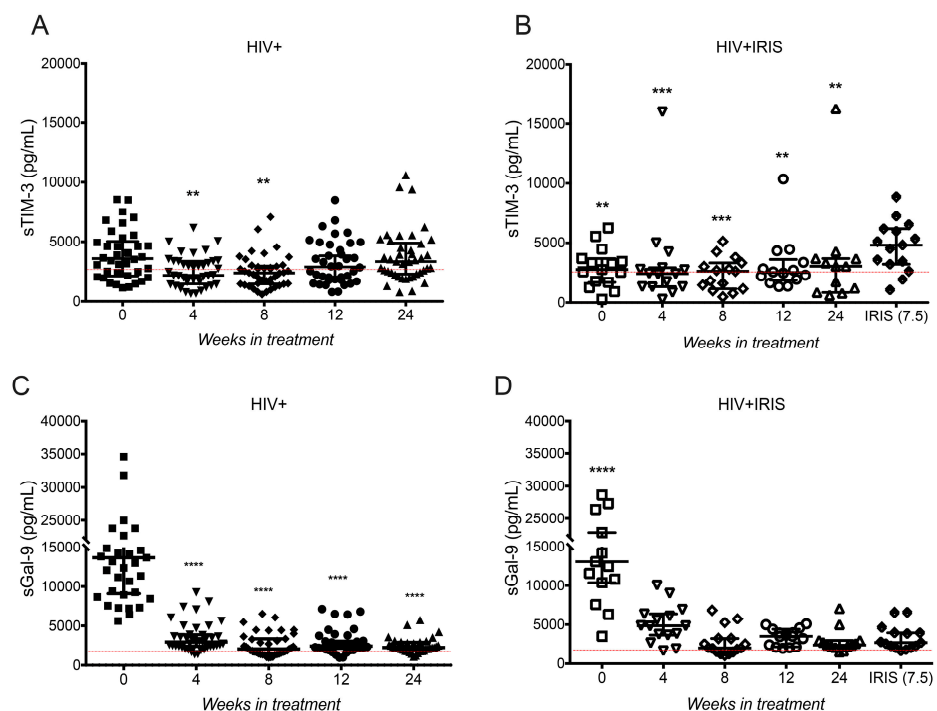 A
HIV+
20000
15000
10000
5000
0
sTIM-3 (pg/mL)
**
**
0 4 8 12 24
Weeks in treatment
B
HIV+IRIS
20000
15000
10000
5000
0
sTIM-3 (pg/mL)
**
***
***
**
**
0 4 8 12 24 IRIS (7.5)
Weeks in treatment
C
HIV+
40000
35000
30000
25000
15000
10000
5000
0
sGal-9 (pg/mL)
****
****
****
****
0 4 8 12 24
Weeks in treatment
D
HIV+IRIS
40000
35000
30000
25000
15000
10000
5000
0
sGal-9 (pg/mL)
****
0 4 8 12 24 IRIS (7.5)
Weeks in treatment